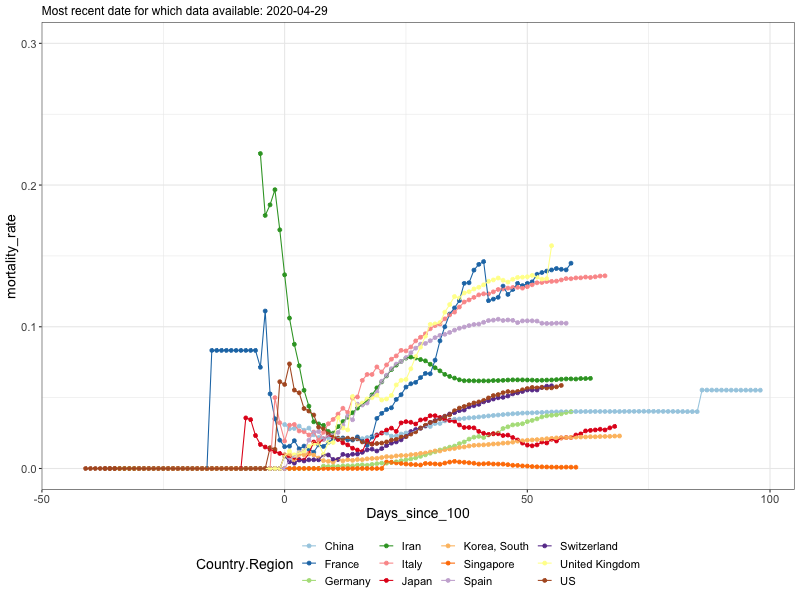 Most recent date for which data available: 2020-04-29
0.3
0.2
0.1
0.0
mortality_rate
-50 0 50 100
Days_since_100
Country.Region
China Iran Korea, South Switzerland
France Italy Singapore United Kingdom
Germany Japan Spain US